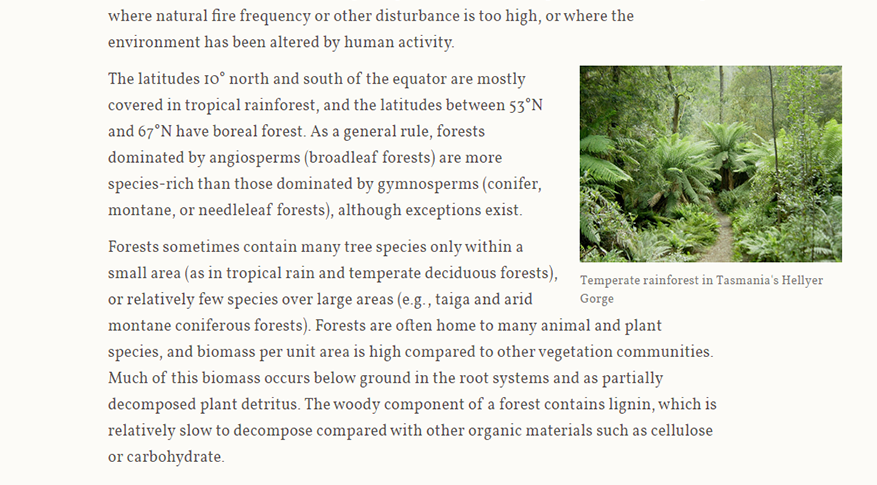 where natural fire frequency or other disturbance is too high, or where the
environment has been altered by human activity.
The latitudes 10° north and south of the equator are mostly
covered in tropical rainforest, and the latitudes between 53°N
and 67°N have boreal forest. As a general rule, forests
dominated by angiosperms (broadleaf forests) are more
species-rich than those dominated by gymnosperms (conifer,
montane, or needleleaf forests), although exceptions exist.
Forests sometimes contain many tree species only within a
small area (as in tropical rain and temperate deciduous forests),
or relatively few species over large areas (e.g., taiga and arid
montane coniferous forests). Forests are often home to many animal and plant
species, and biomass per unit area is high compared to other vegetation communities.
Much of this biomass occurs below ground in the root systems and as partially
decomposed plant detritus. The woody component of a forest contains lignin, which is
relatively slow to decompose compared with other organic materials such as cellulose
or carbohydrate.
Temperate rainforest in Tasmania's Hellyer
Gorge